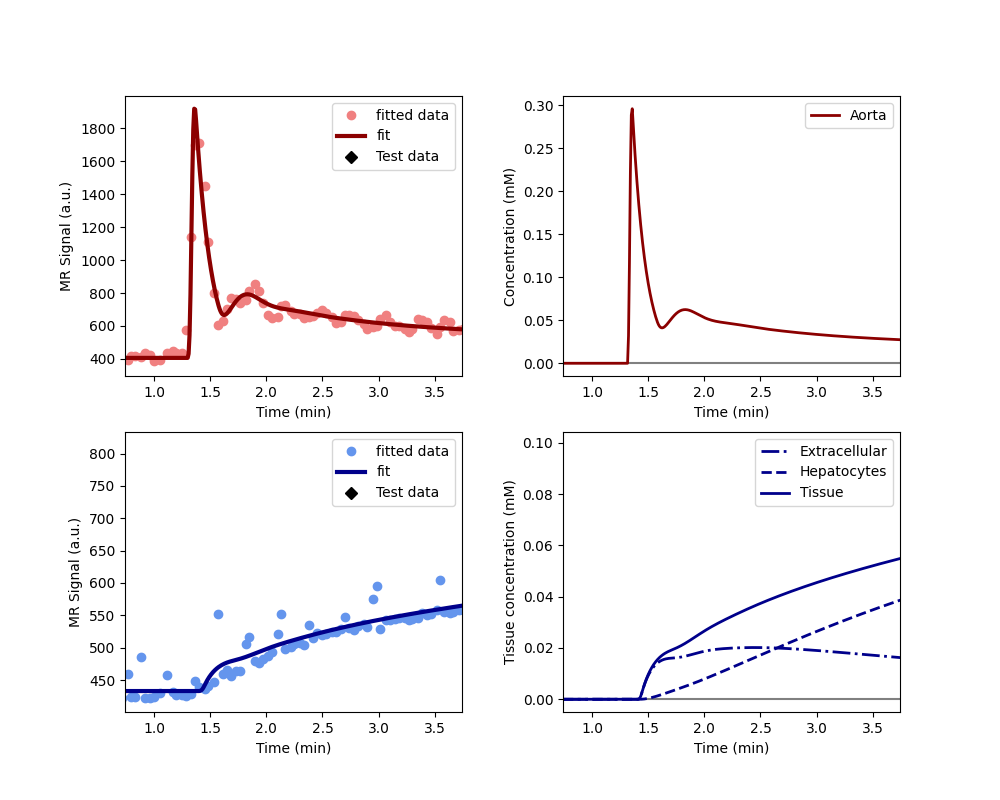 MR Signal (a.u.)
1800
1600
1400
1200
1000
800
600
400
fitted data
fit
Test data
1.0 1.5 2.0 2.5 3.0 3.5
Time (min)
Concentration (mM)
0.30
0.25
0.20
0.15
0.10
0.05
0.00
Aorta
1.0 1.5 2.0 2.5 3.0 3.5
Time (min)
MR Signal (a.u.)
800
750
700
650
600
550
500
450
fitted data
fit
Test data
1.0 1.5 2.0 2.5 3.0 3.5
Time (min)
Tissue concentration (mM)
0.10
0.08
0.06
0.04
0.02
0.00
Extracellular
Hepatocytes
Tissue
1.0 1.5 2.0 2.5 3.0 3.5
Time (min)